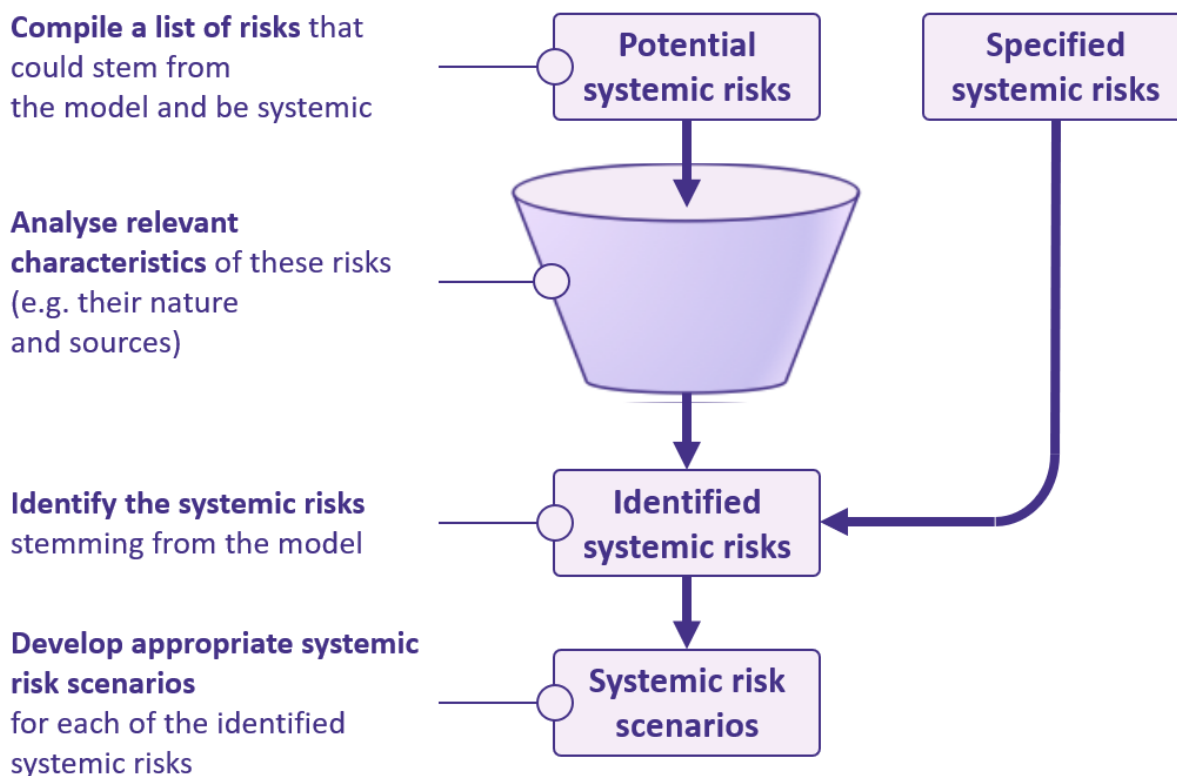 Compile a list of risks that
could stem from
the model and be systemic
Potential
systemic risks
Specified
systemic risks
Analyse relevant
characteristics of these risks
(e.g. their nature
and sources)
Identify the systemic risks
stemming from the model
Identified
systemic risks
Develop appropriate systemic
risk scenarios
for each of the identified
systemic risks
Systemic risk
scenarios